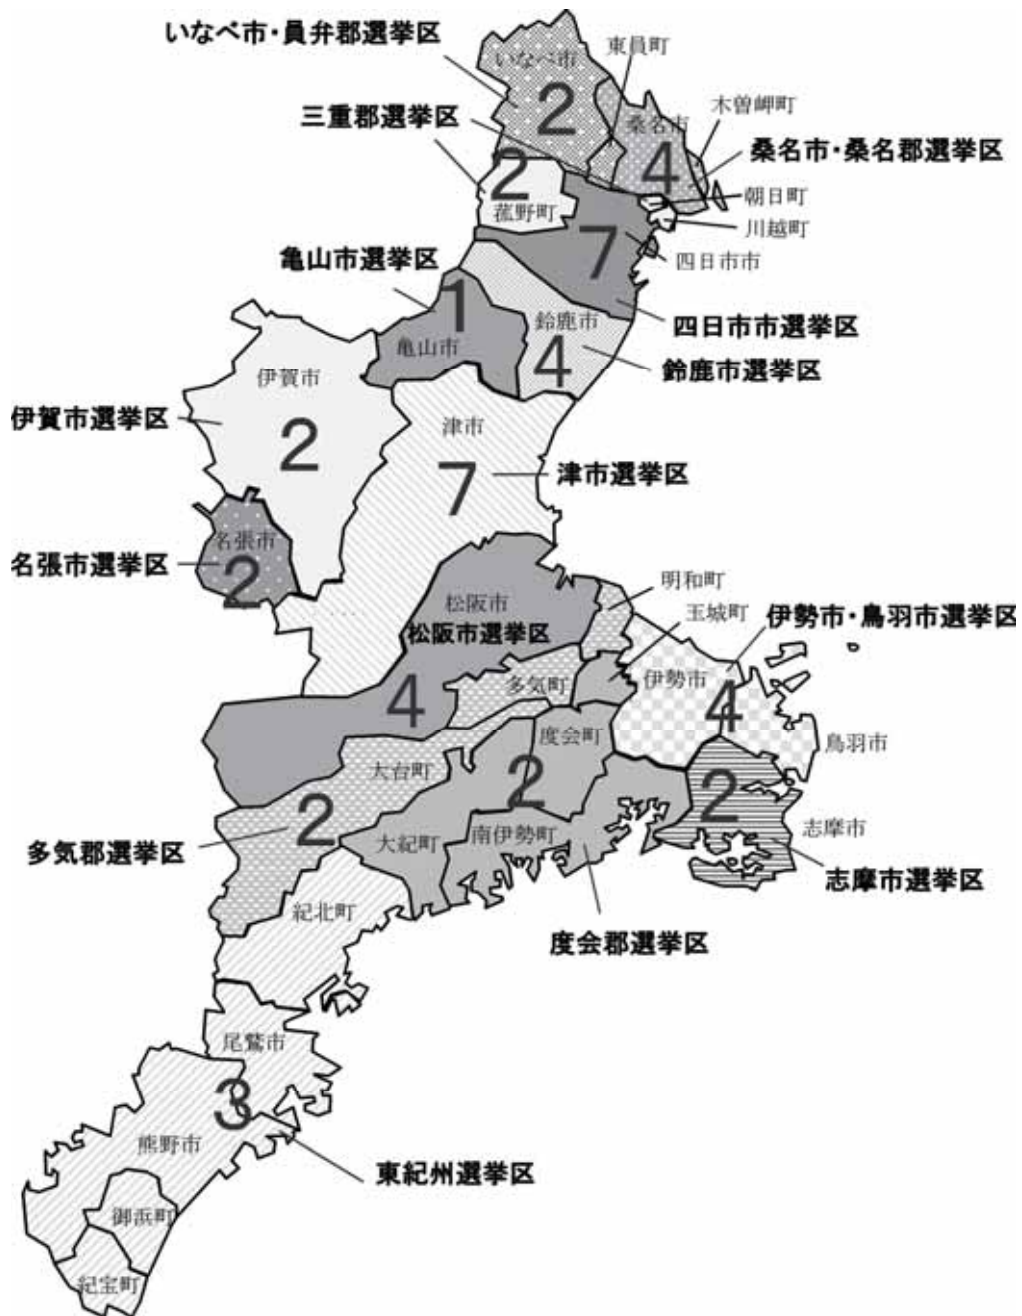 いなべ市・員弁郡選挙区
東員町
いなべ市
2
木曽岬町
三重郡選挙区
桑名市
4
桑名市・桑名郡選挙区
2
朝日町
菰野町
川越町
7
四日市市
亀山市選挙区
1
鈴鹿市
四日市市選挙区
亀山市
4
鈴鹿市選挙区
伊賀市
伊賀市選挙区
2
津市
7
津市選挙区
名張市
名張市選挙区
2
明和町
松阪市
玉城町
伊勢市・鳥羽市選挙区
松阪市選挙区
4
多気町
伊勢市
4
度会町
鳥羽市
大台町
2
2
2
志摩市
大紀町
南伊勢町
多気郡選挙区
志摩市選挙区
紀北町
度会郡選挙区
尾鷲市
3
熊野市
東紀州選挙区
御浜町
紀宝町